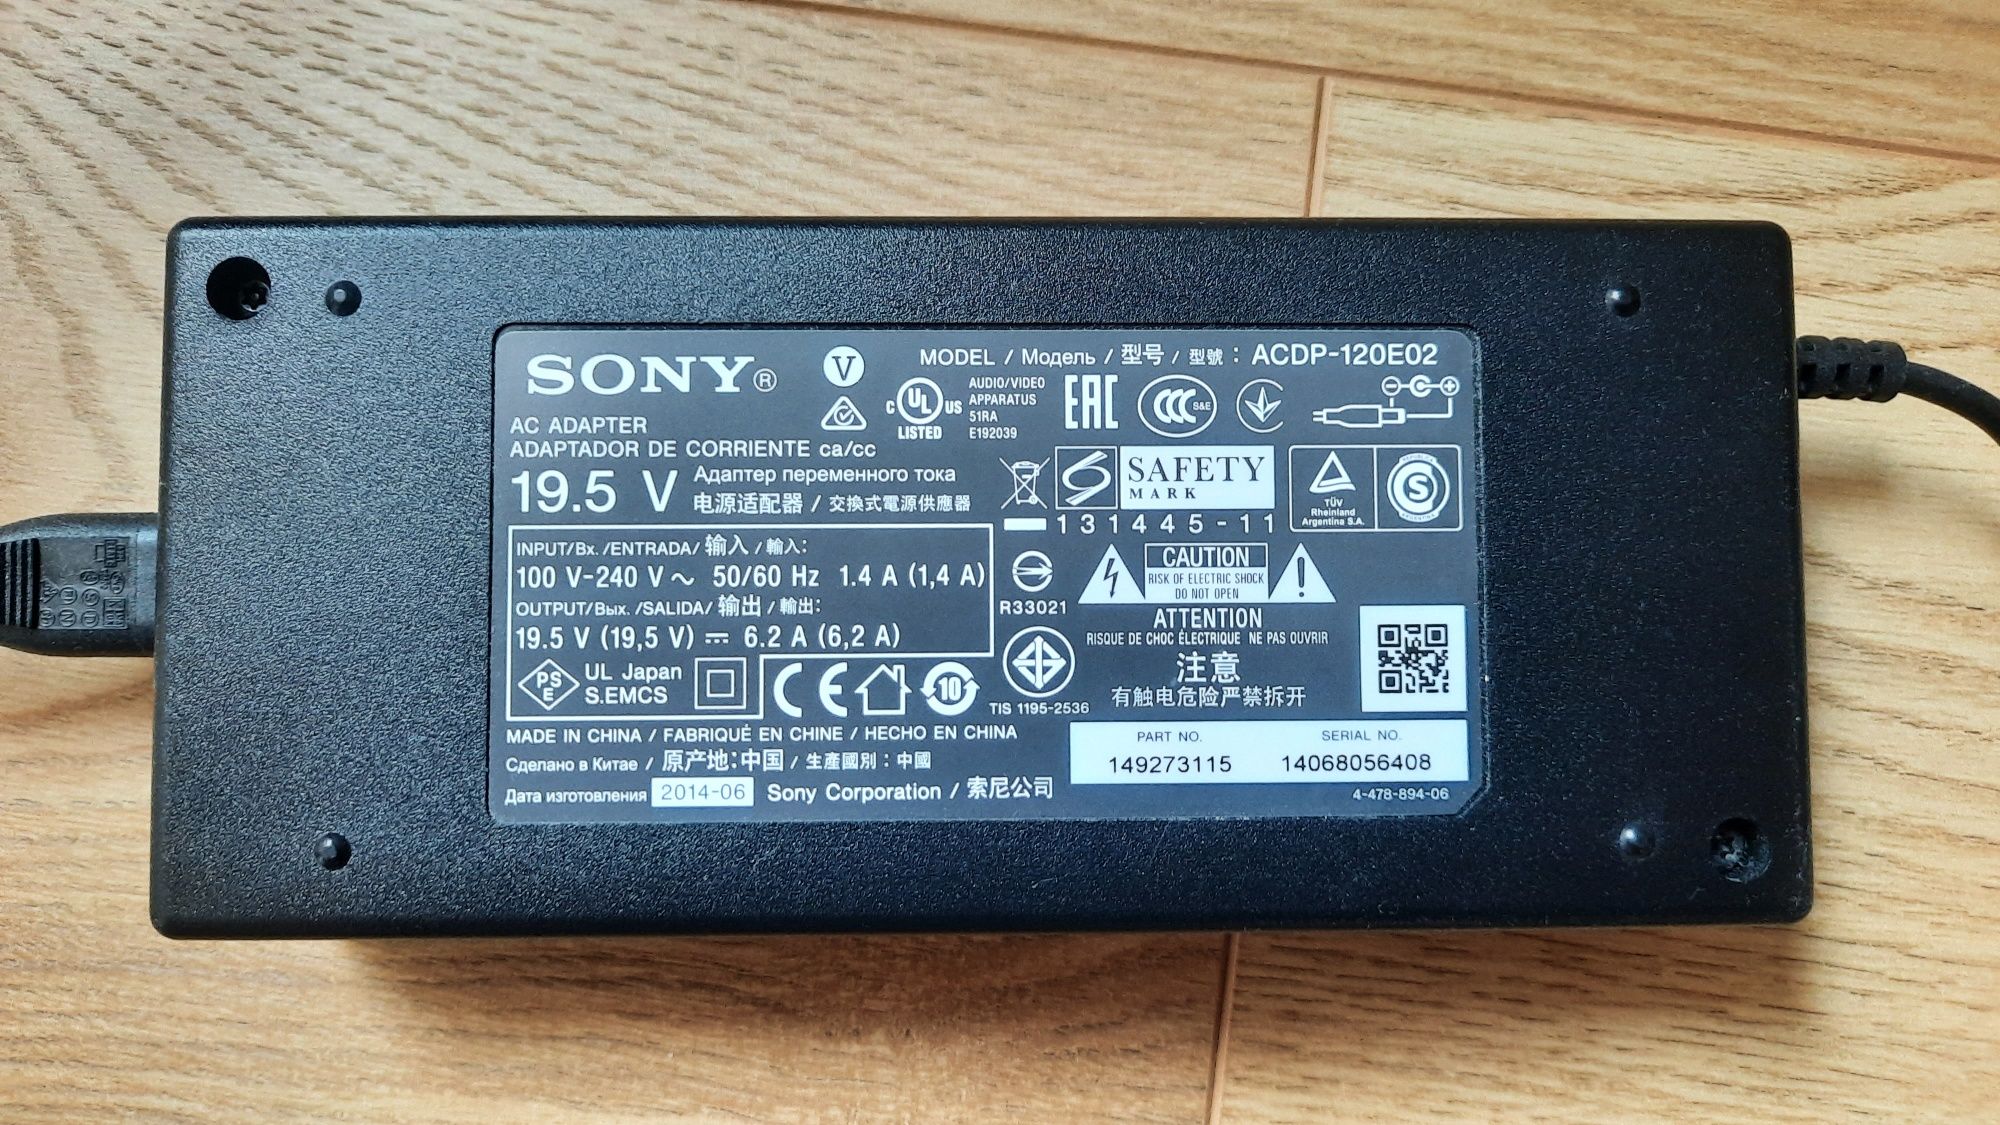 SONY®
V
MODEL / Модель / 型号 / 型號 : ACDP-120E02
AC ADAPTER
ADAPTADOR DE CORRIENTE ca/cc
19.5 V
Адаптер переменного тока
电源适配器 / 交換式電源供應器
C UL US
LISTED
AUDIO/VIDEO
APPARATUS
51RA
E192039
EAC
CCC S&E
S SAFETY
MARK
131445-11
TÜV
Rheinland
Argentina S.A.
S
INPUT/Вх. /ENTRADA/ 输入 / 輸入:
100 V-240 V ~ 50/60 Hz 1.4 A (1,4 A)
OUTPUT/Вых. /SALIDA/ 输出 / 輸出:
19.5 V (19,5 V) ⎓ 6.2 A (6,2 A)
PS
E
UL Japan
S.EMCS
CE
10
R33021
TIS 1195-2536
CAUTION
RISK OF ELECTRIC SHOCK
DO NOT OPEN
ATTENTION
RISQUE DE CHOC ÉLECTRIQUE NE PAS OUVRIR
注意
有触电危险严禁拆开
MADE IN CHINA / FABRIQUÉ EN CHINE / HECHO EN CHINA
Сделано в Китае / 原产地:中国 / 生產國別 : 中國
Дата изготовления 2014-06 Sony Corporation / 索尼公司
PART NO. SERIAL NO.
149273115 14068056408
4-478-894-06